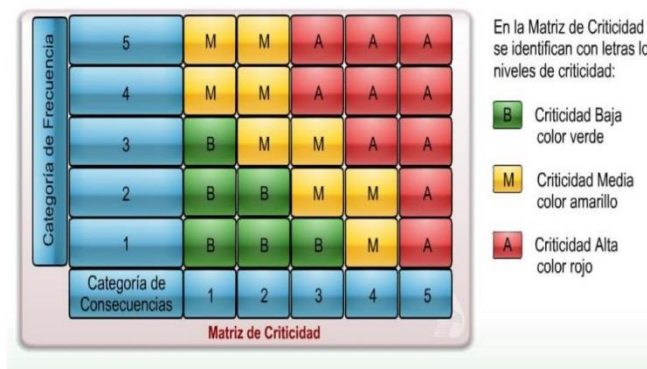 Categoría de Frecuencia
5 M M A A A
4 M M A A A
3 B M M A A
2 B B M M A
1 B B B M A
Categoría de
Consecuencias
1 2 3 4 5
Matriz de Criticidad
En la Matriz de Criticidad
se identifican con letras lo
niveles de criticidad:
B Criticidad Baja
color verde
M Criticidad Media
color amarillo
A Criticidad Alta
color rojo